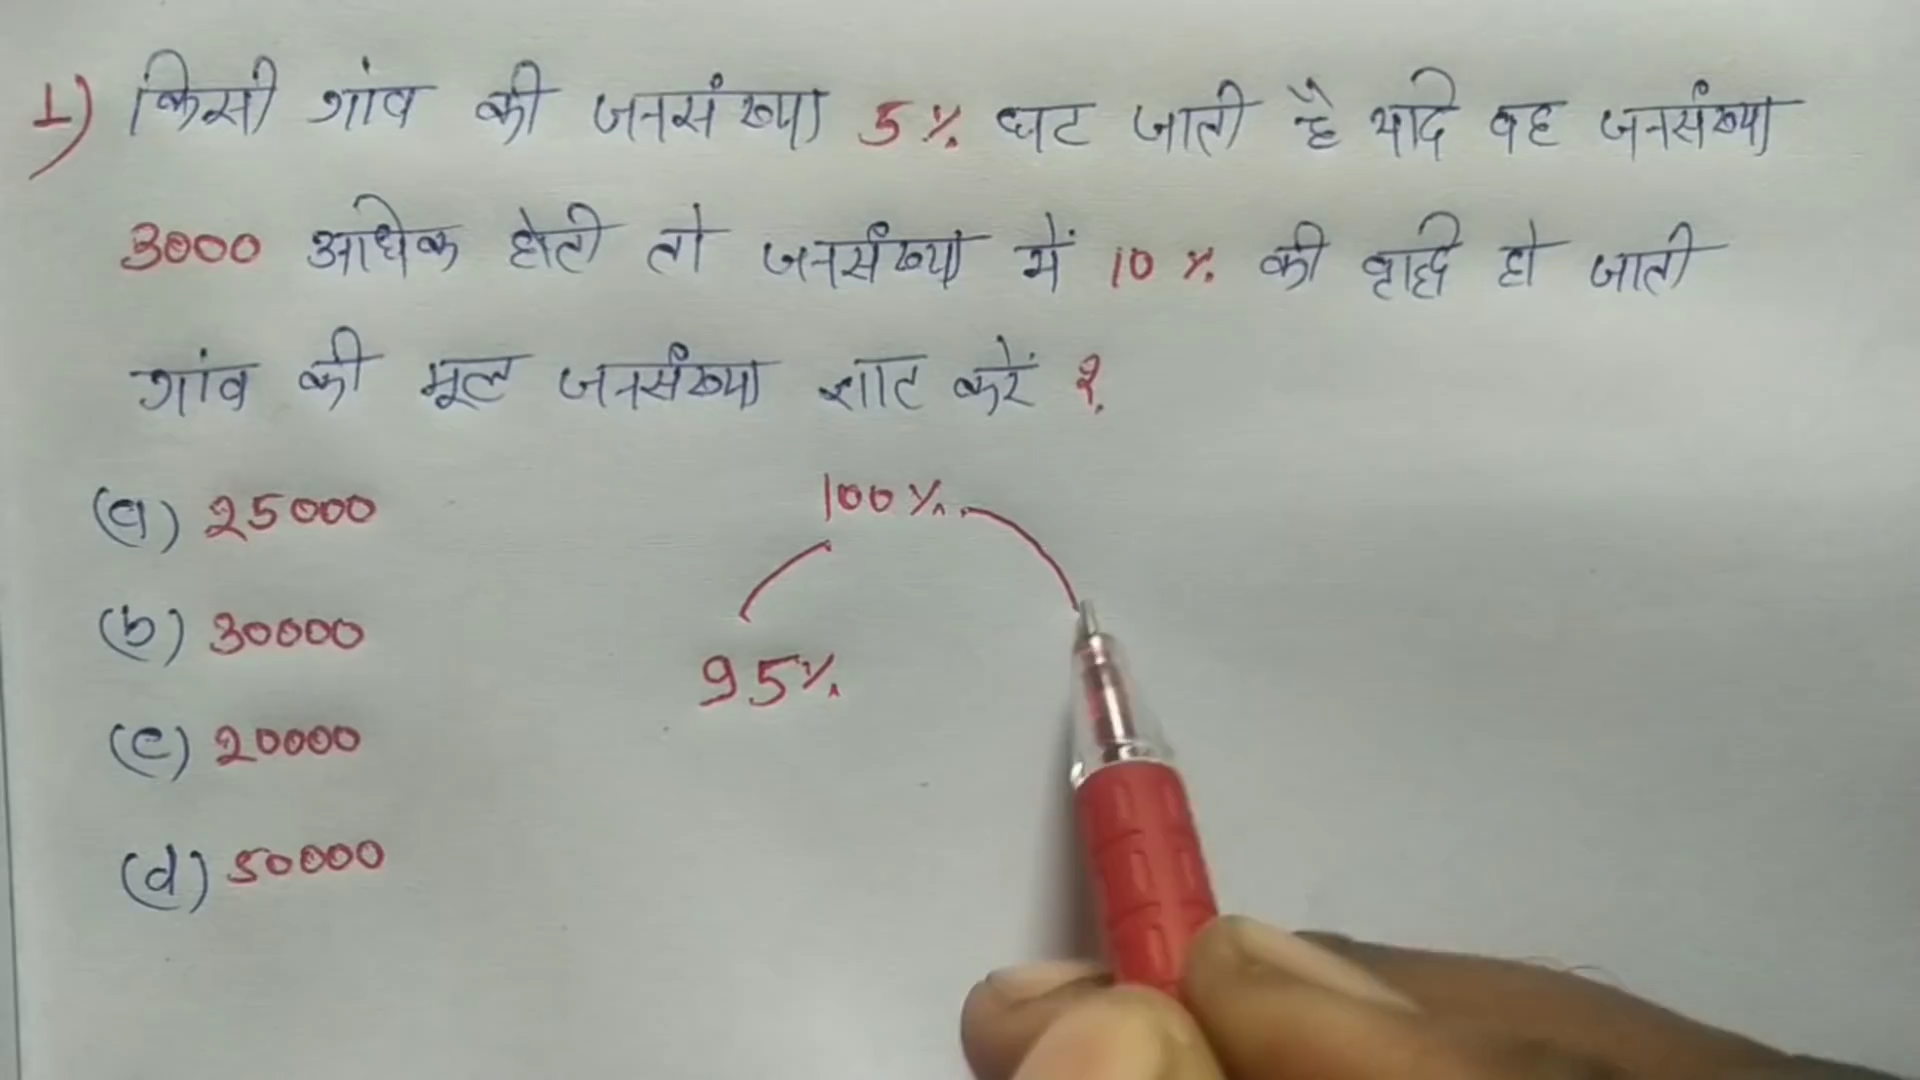 1) किसी गांव की जनसंख्या 5% घट जाती है यदि वह जनसंख्या
3000 अधिक होती तो जनसंख्या में 10% की वृद्धि हो जाती
गांव की मूल जनसंख्या ज्ञात करें ?
(a) 25000
(b) 30000
(c) 20000
(d) 50000
100%
95%